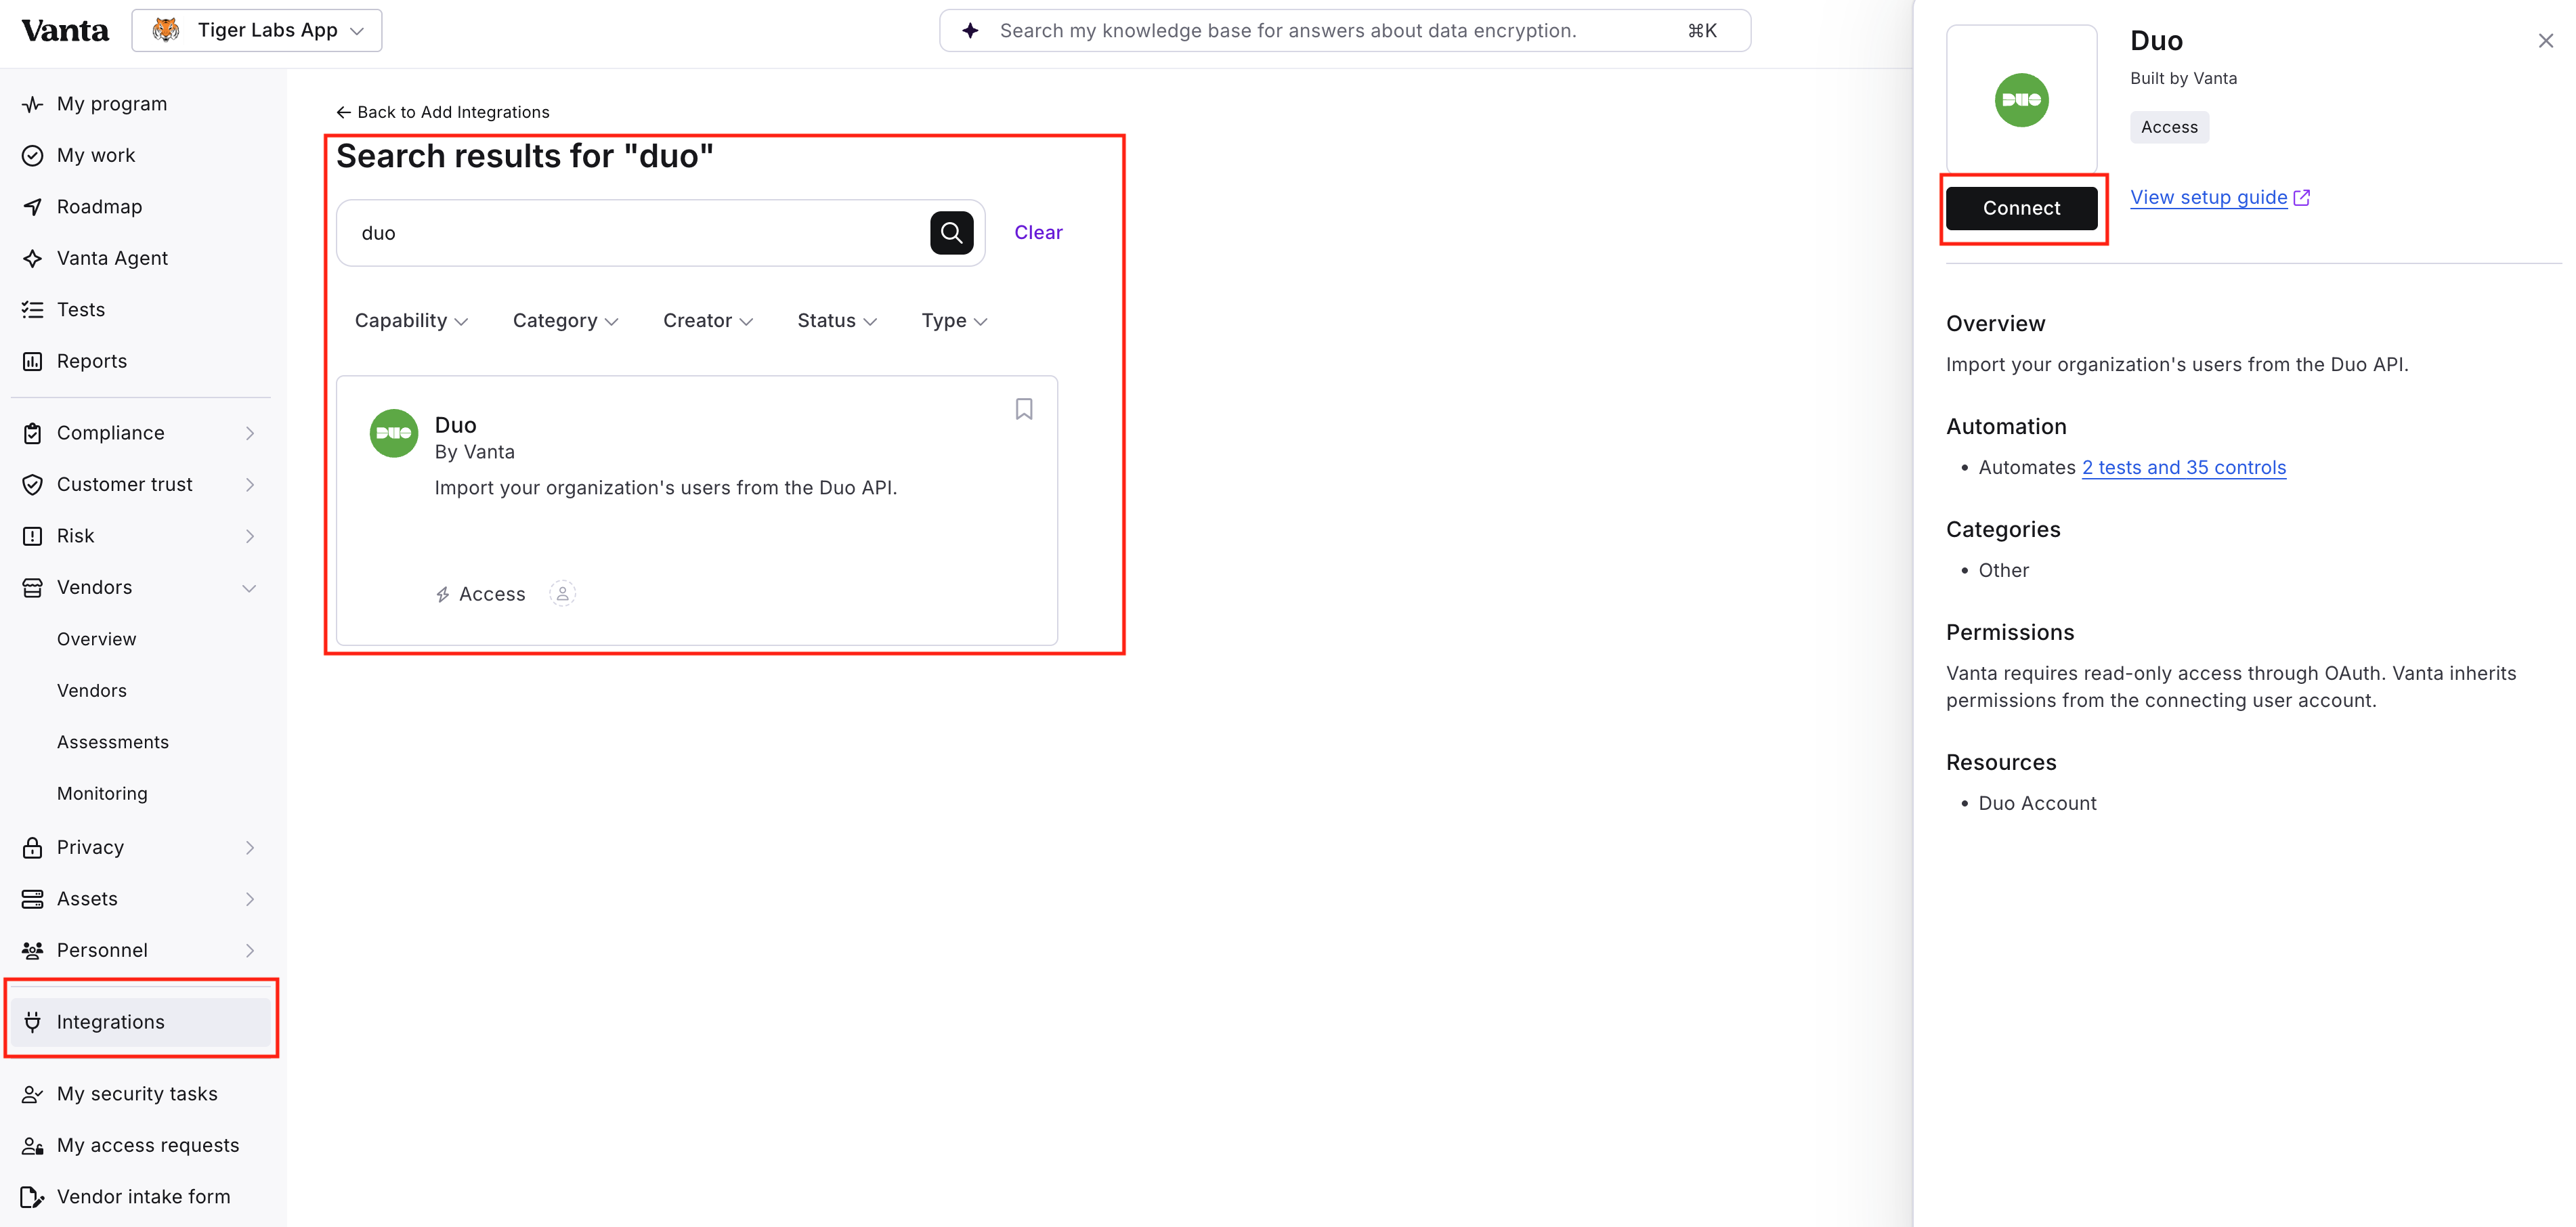 Vanta
Tiger Labs App
Search my knowledge base for answers about data encryption.
⌘K
My program
My work
Roadmap
Vanta Agent
Tests
Reports
Compliance
Customer trust
Risk
Vendors
Overview
Vendors
Assessments
Monitoring
Privacy
Assets
Personnel
Integrations
My security tasks
My access requests
Vendor intake form
← Back to Add Integrations
Search results for "duo"
duo
Clear
Capability
Category
Creator
Status
Type
DUO
Duo
By Vanta
Import your organization's users from the Duo API.
Access
DUO
Duo
Built by Vanta
Access
Connect
View setup guide
Overview
Import your organization's users from the Duo API.
Automation
• Automates 2 tests and 35 controls
Categories
• Other
Permissions
Vanta requires read-only access through OAuth. Vanta inherits
permissions from the connecting user account.
Resources
• Duo Account